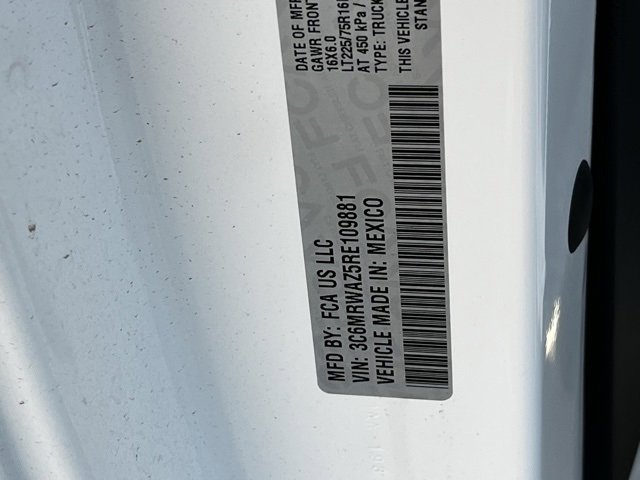 DATE OF MFR
GAWR FRONT
16X6.0
LT225/75R16
AT 450 kPa /
TYPE: TRUCK
THIS VEHICLE
STAN
MFD BY: FCA US LLC
VIN: 3C6MRWAZ5RE109881
VEHICLE MADE IN: MEXICO